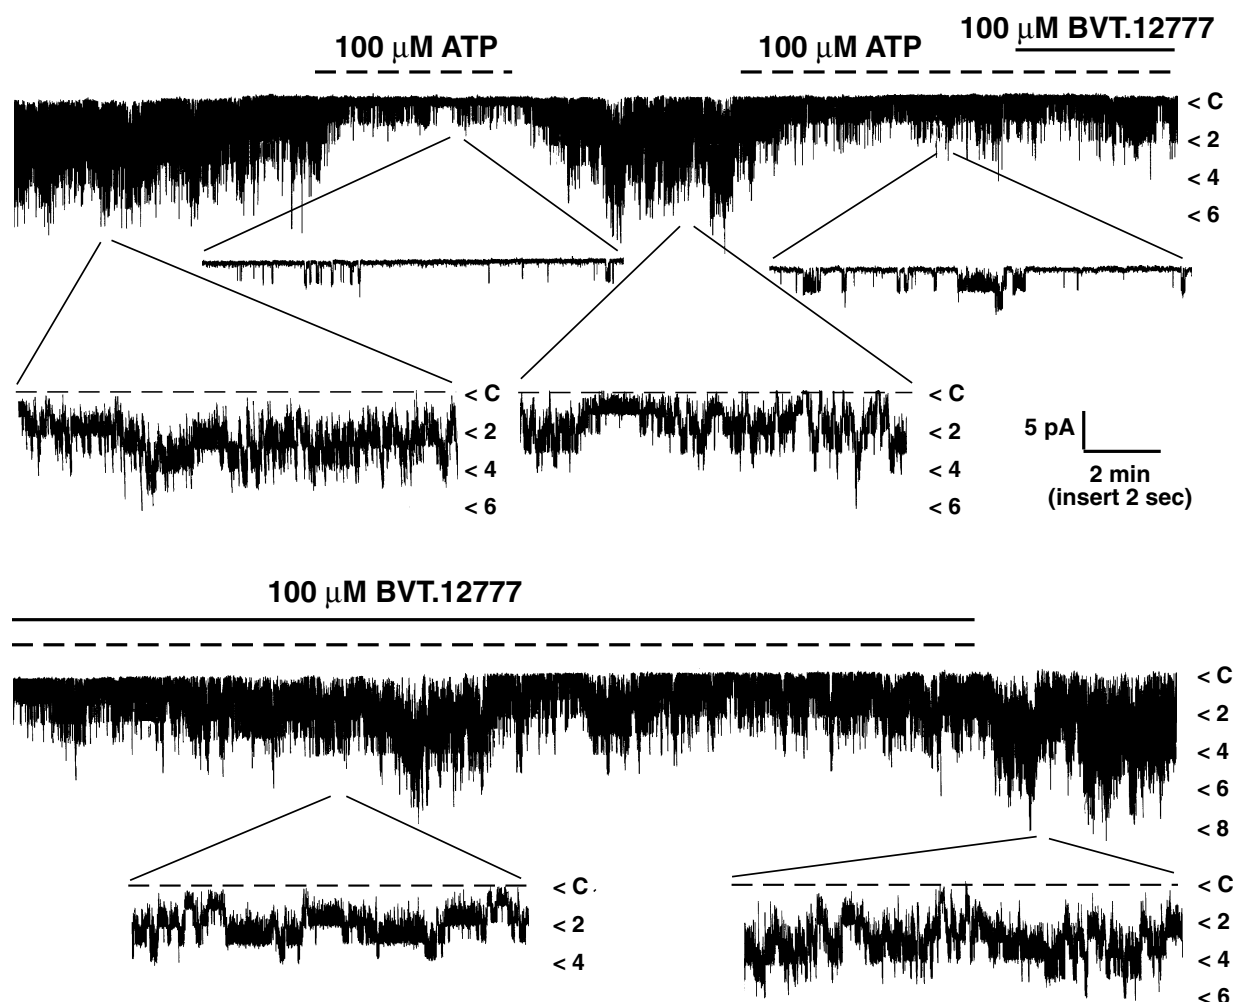 100 μM BVT.12777
100 μM ATP
100 μM ATP
< C
< 2
< 4
< 6
< C
< 2
< 4
< 6
< C
< 2
< 4
< 6
5 pA
2 min
(insert 2 sec)
100 μM BVT.12777
< C
< 2
< 4
< 6
< 8
< C
< 2
< 4
< C
< 2
< 4
< 6